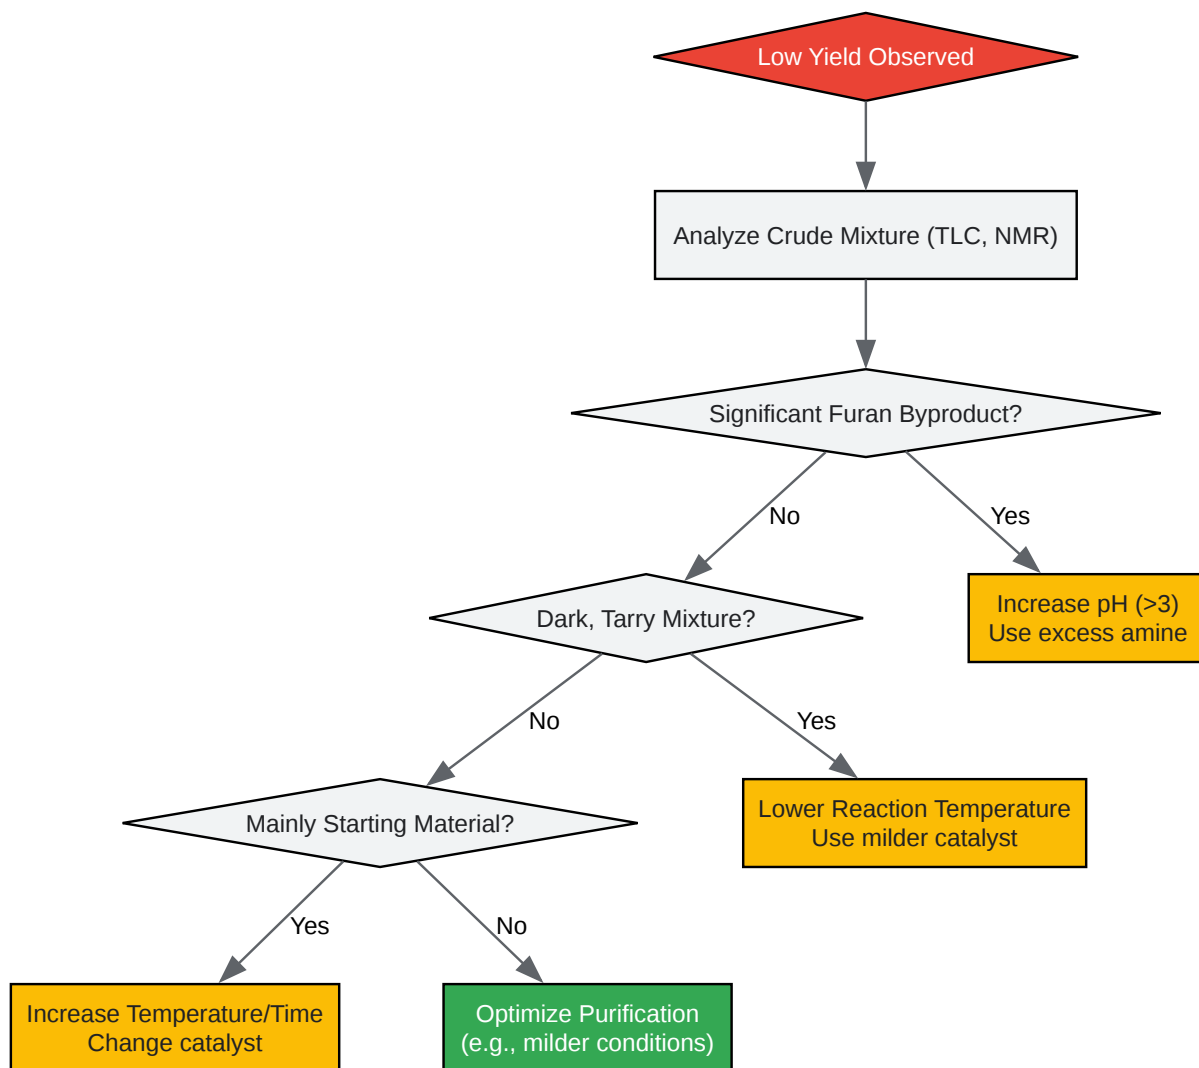 Low Yield Observed
Analyze Crude Mixture (TLC, NMR)
Significant Furan Byproduct?
No
Yes
Dark, Tarry Mixture?
Increase pH (>3)
Use excess amine
No
Yes
Mainly Starting Material?
Lower Reaction Temperature
Use milder catalyst
Yes
No
Increase Temperature/Time
Change catalyst
Optimize Purification
(e.g., milder conditions)